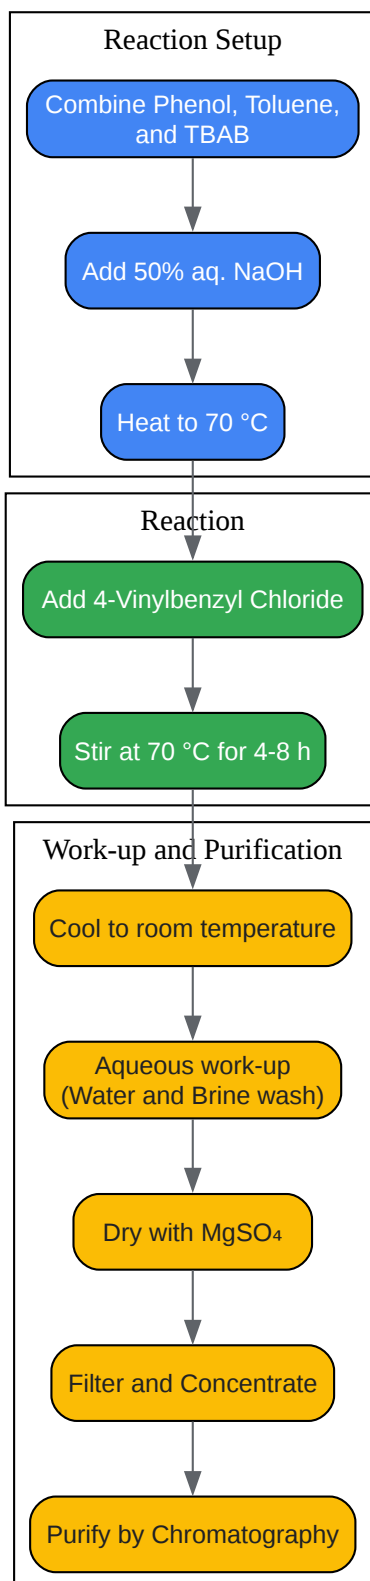 Reaction Setup
Combine Phenol, Toluene,
and TBAB
Add 50% aq. NaOH
Heat to 70 °C
Reaction
Add 4-Vinylbenzyl Chloride
Stir at 70 °C for 4-8 h
Work-up and Purification
Cool to room temperature
Aqueous work-up
(Water and Brine wash)
Dry with MgSO₄
Filter and Concentrate
Purify by Chromatography